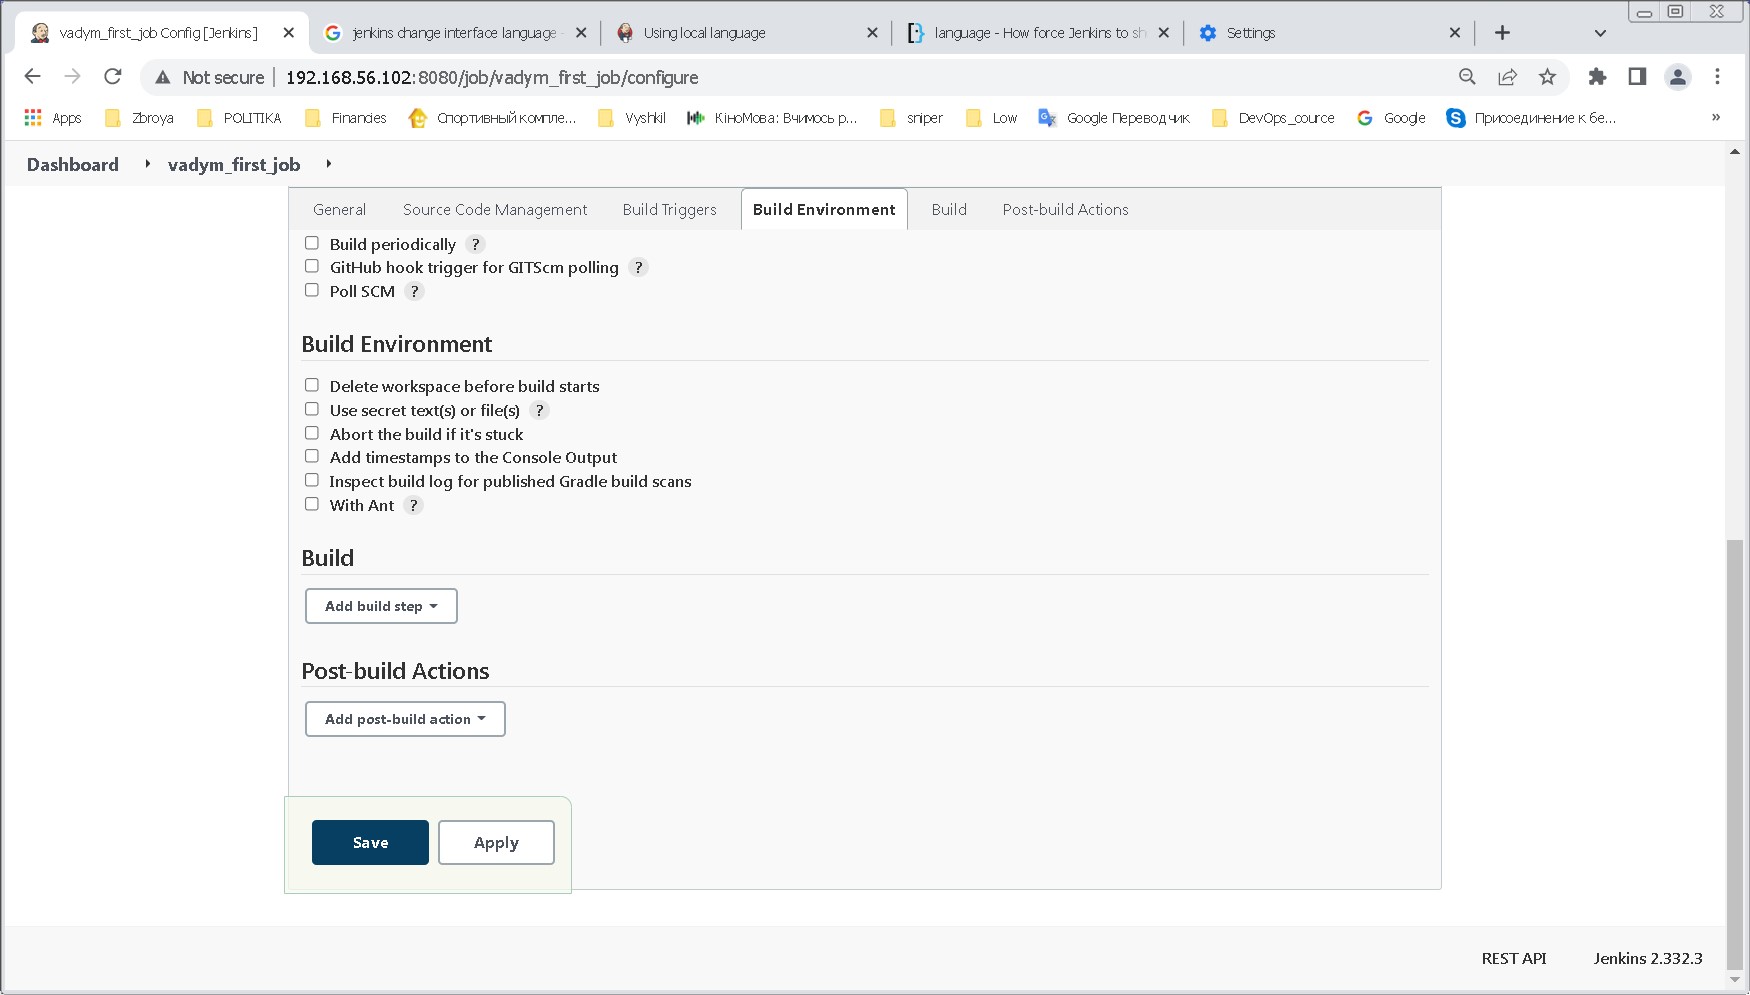 vadym_first_job Config [Jenkins]
jenkins change interface language -
Using local language
language - How force Jenkins to sh
Settings
Not secure | 192.168.56.102:8080/job/vadym_first_job/configure
Apps
Zbroya
POLITIKA
Financies
Спортивный компле...
Vyshkil
КіноМова: Вчимось р...
sniper
Low
Google Переводчик
DevOps_cource
Google
Присоединение к бе...
»
Dashboard
vadym_first_job
General
Source Code Management
Build Triggers
Build Environment
Build
Post-build Actions
Build periodically ?
GitHub hook trigger for GITScm polling ?
Poll SCM ?
Build Environment
Delete workspace before build starts
Use secret text(s) or file(s) ?
Abort the build if it's stuck
Add timestamps to the Console Output
Inspect build log for published Gradle build scans
With Ant ?
Build
Add build step
Post-build Actions
Add post-build action
Save
Apply
REST API
Jenkins 2.332.3